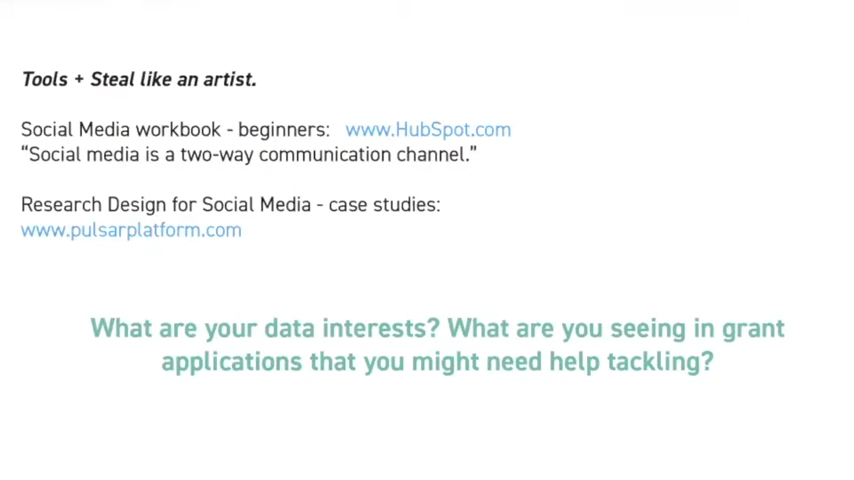 Tools + Steal like an artist.
Social Media workbook - beginners: www.HubSpot.com
“Social media is a two-way communication channel.”
Research Design for Social Media - case studies:
www.pulsarplatform.com
What are your data interests? What are you seeing in grant
applications that you might need help tackling?